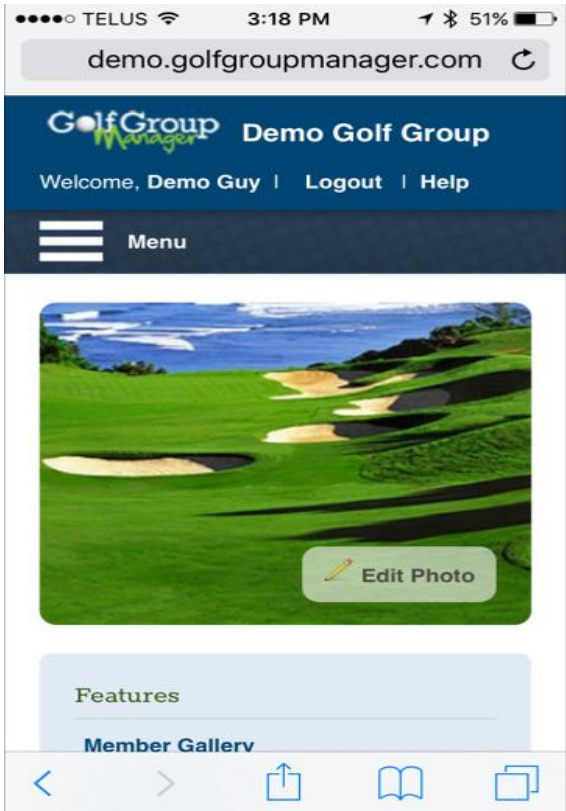 TELUS 3:18 PM 51%
demo.golfgroupmanager.com
GolfGroup Manager Demo Golf Group
Welcome, Demo Guy | Logout | Help
Menu
Edit Photo
Features
Member Gallery